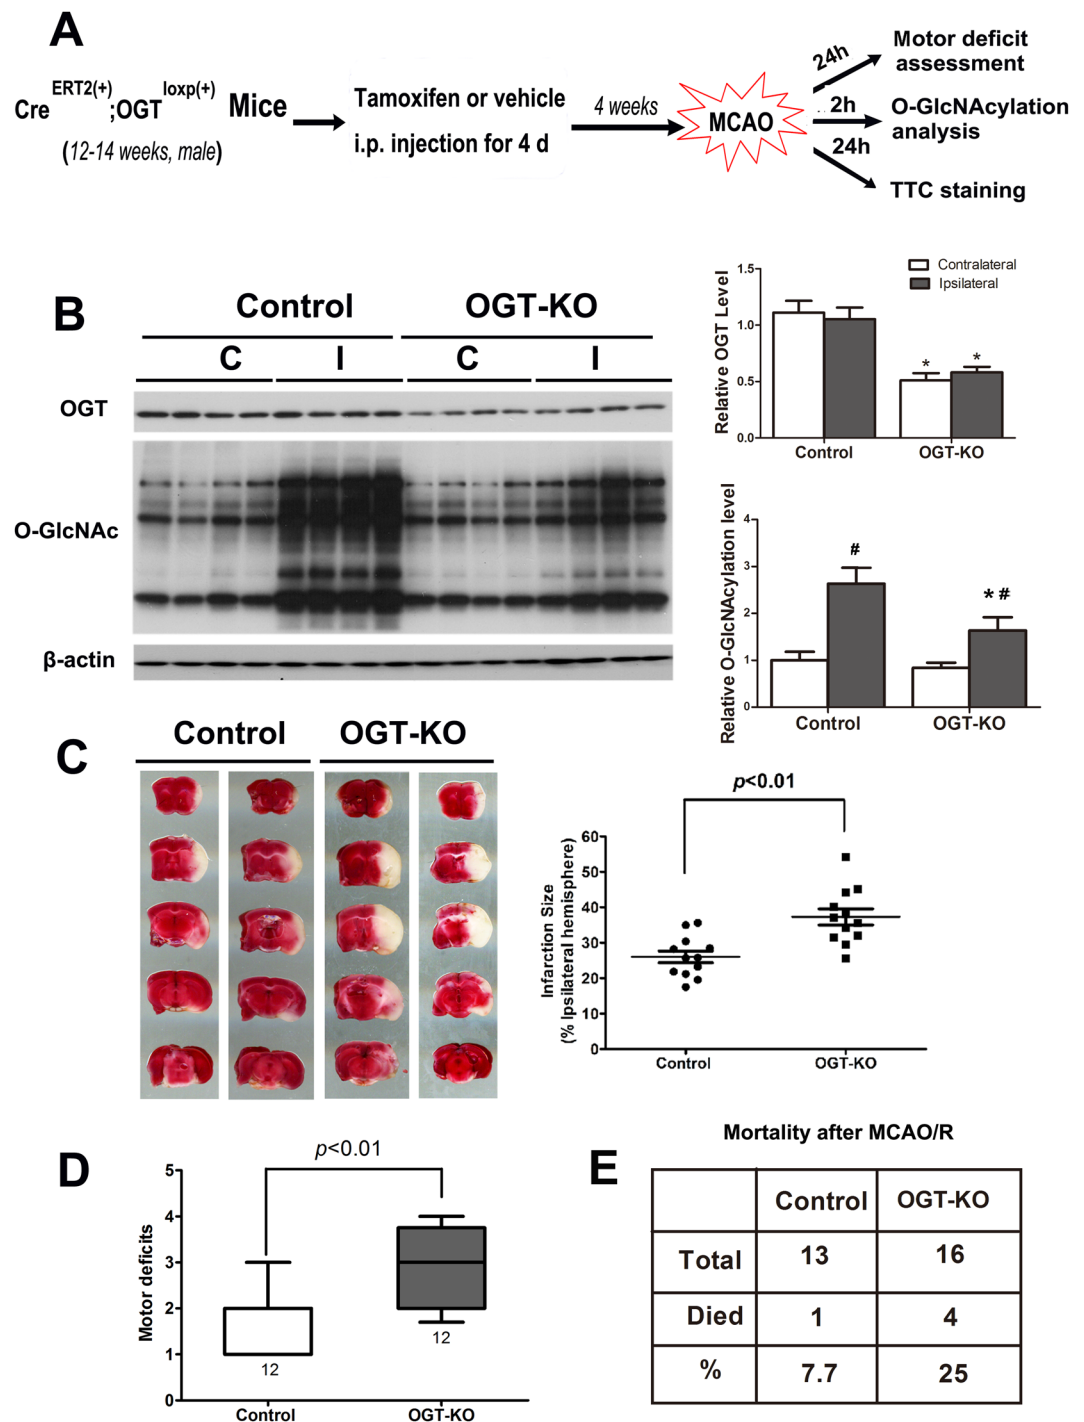 A
Cre ERT2(+) ;OGT loxp(+) Mice
(12-14 weeks, male)
Tamoxifen or vehicle
i.p. injection for 4 d
4 weeks
MCAO
24h
2h
24h
Motor deficit
assessment
O-GlcNAcylation
analysis
TTC staining
B
Control OGT-KO
C I C I
OGT
O-GlcNAc
β-actin
Relative OGT Level
1.5
1.0
0.5
0.0
Contralateral
Ipsilateral
* *
Control OGT-KO
Relative O-GlcNAcylation level
4
3
2
1
0
#
* #
Control OGT-KO
C
Control OGT-KO
p<0.01
Infarction Size
(% Ipsilateral hemisphere)
60
50
40
30
20
10
0
Control OGT-KO
D
p<0.01
Motor deficits
5
4
3
2
1
0
12
12
Control OGT-KO
E
Mortality after MCAO/R
Control OGT-KO
Total 13 16
Died 1 4
% 7.7 25